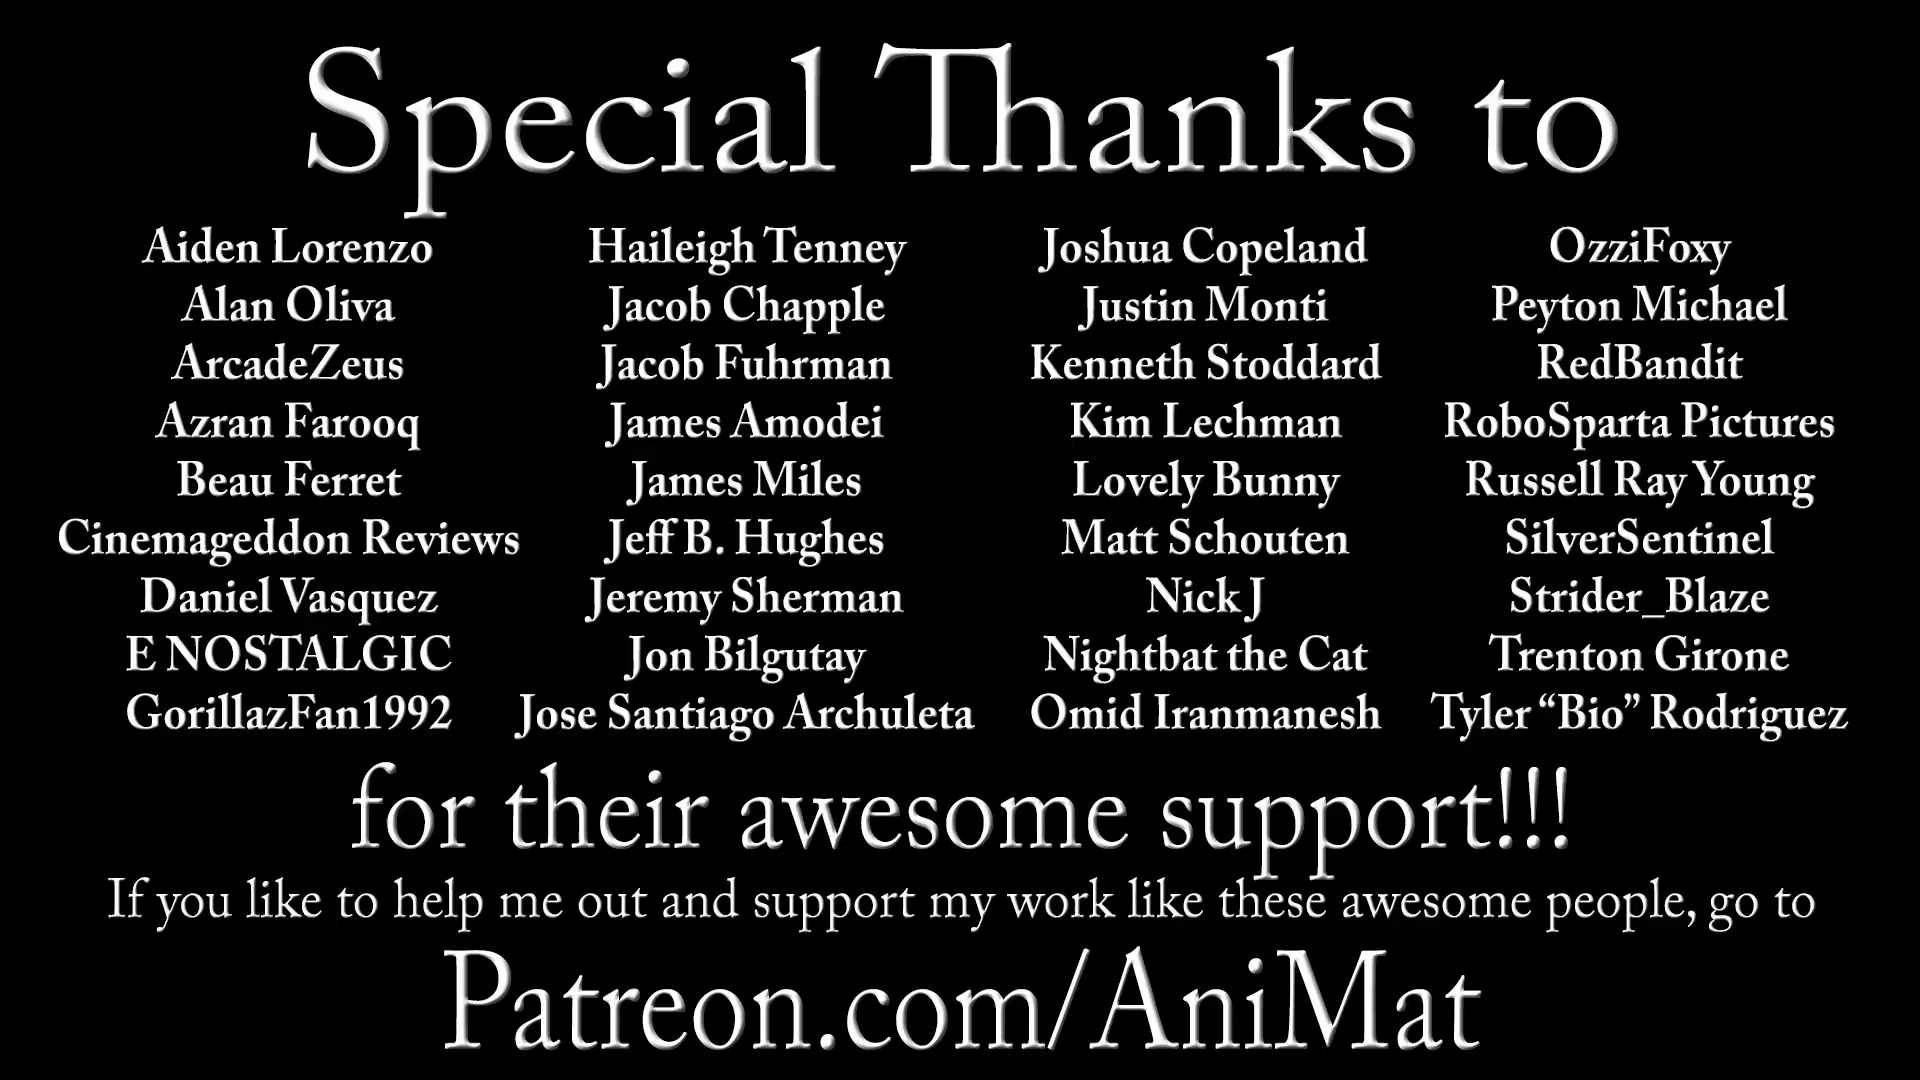 Special Thanks to
Aiden Lorenzo
Alan Oliva
ArcadeZeus
Azran Farooq
Beau Ferret
Cinemageddon Reviews
Daniel Vasquez
E NOSTALGIC
GorillazFan1992
Haileigh Tenney
Jacob Chapple
Jacob Fuhrman
James Amodei
James Miles
Jeff B. Hughes
Jeremy Sherman
Jon Bilgutay
Jose Santiago Archuleta
Joshua Copeland
Justin Monti
Kenneth Stoddard
Kim Lechman
Lovely Bunny
Matt Schouten
Nick J
Nightbat the Cat
Omid Iranmanesh
OzziFoxy
Peyton Michael
RedBandit
RoboSparta Pictures
Russell Ray Young
SilverSentinel
Strider_Blaze
Trenton Girone
Tyler “Bio” Rodriguez
for their awesome support!!!
If you like to help me out and support my work like these awesome people, go to
Patreon.com/AniMat